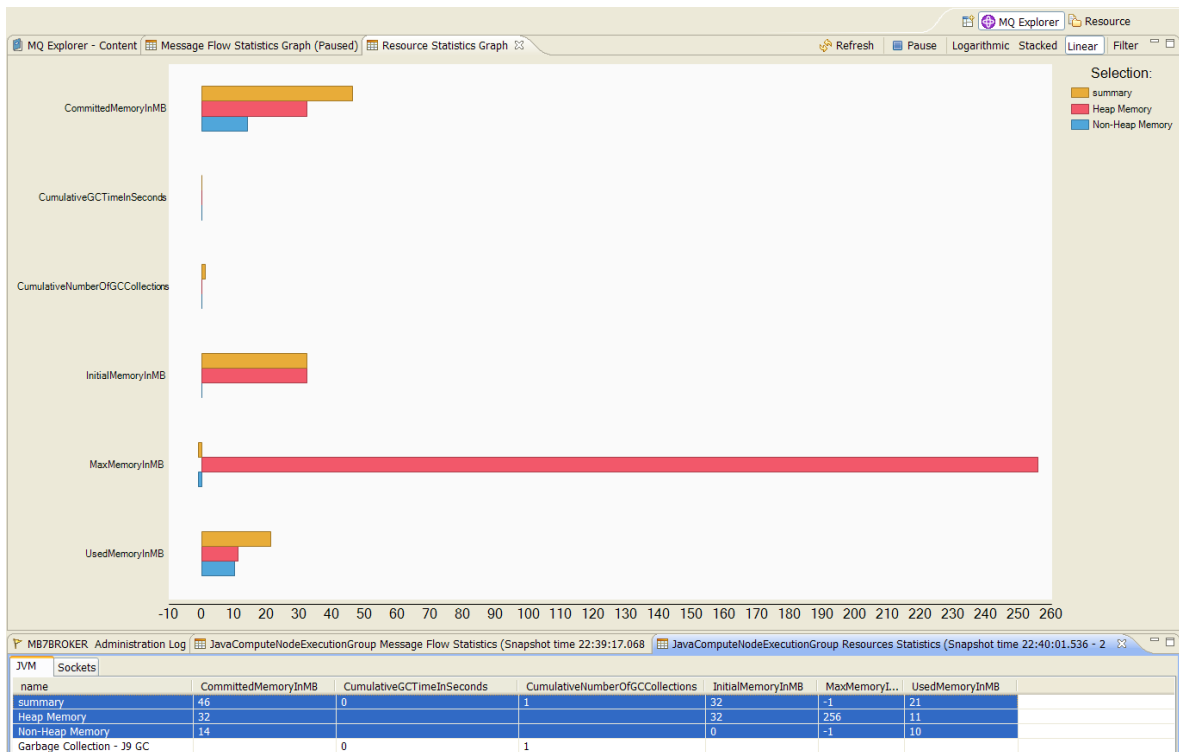 MQ Explorer Resource
MQ Explorer - Content Message Flow Statistics Graph (Paused) Resource Statistics Graph Refresh Pause Logarithmic Stacked Linear Filter
Selection:
summary
Heap Memory
Non-Heap Memory
CommittedMemoryInMB
CumulativeGCTimeInSeconds
CumulativeNumberOfGCCollections
InitialMemoryInMB
MaxMemoryInMB
UsedMemoryInMB
-10 0 10 20 30 40 50 60 70 80 90 100 110 120 130 140 150 160 170 180 190 200 210 220 230 240 250 260
MB7BROKER Administration Log JavaComputeNodeExecutionGroup Message Flow Statistics (Snapshot time 22:39:17.068 JavaComputeNodeExecutionGroup Resources Statistics (Snapshot time 22:40:01.536 - 2
JVM Sockets
name CommittedMemoryInMB CumulativeGCTimeInSeconds CumulativeNumberOfGCCollections InitialMemoryInMB MaxMemoryI... UsedMemoryInMB
summary 46 0 1 32 -1 21
Heap Memory 32 32 256 11
Non-Heap Memory 14 0 -1 10
Garbage Collection - J9 GC 0 1